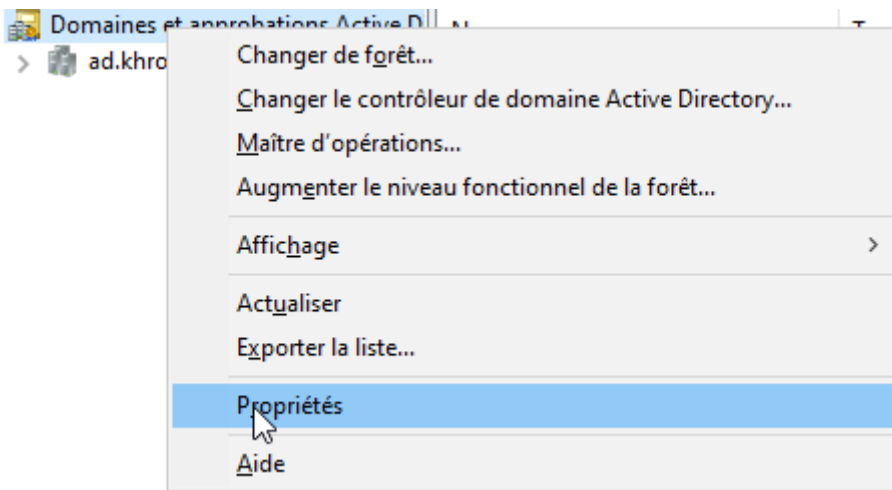 Domaines et approbations Active D
ad.khro
Changer de forêt...
Changer le contrôleur de domaine Active Directory...
Maître d'opérations...
Augmenter le niveau fonctionnel de la forêt...
Affichage
Actualiser
Exporter la liste...
Propriétés
Aide